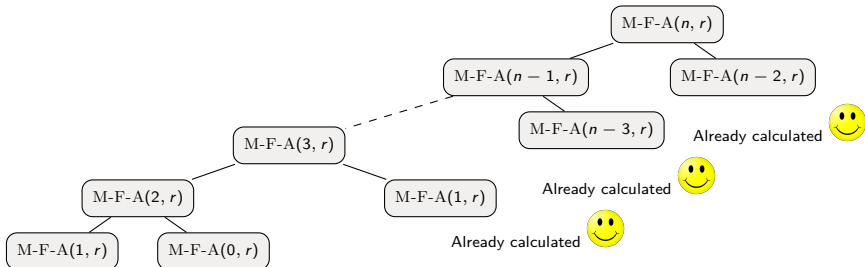 M-F-A(n, r)
M-F-A(n − 1, r)
M-F-A(n − 2, r)
M-F-A(n − 3, r)
Already calculated
M-F-A(3, r)
Already calculated
M-F-A(2, r)
M-F-A(1, r)
Already calculated
M-F-A(1, r)
M-F-A(0, r)